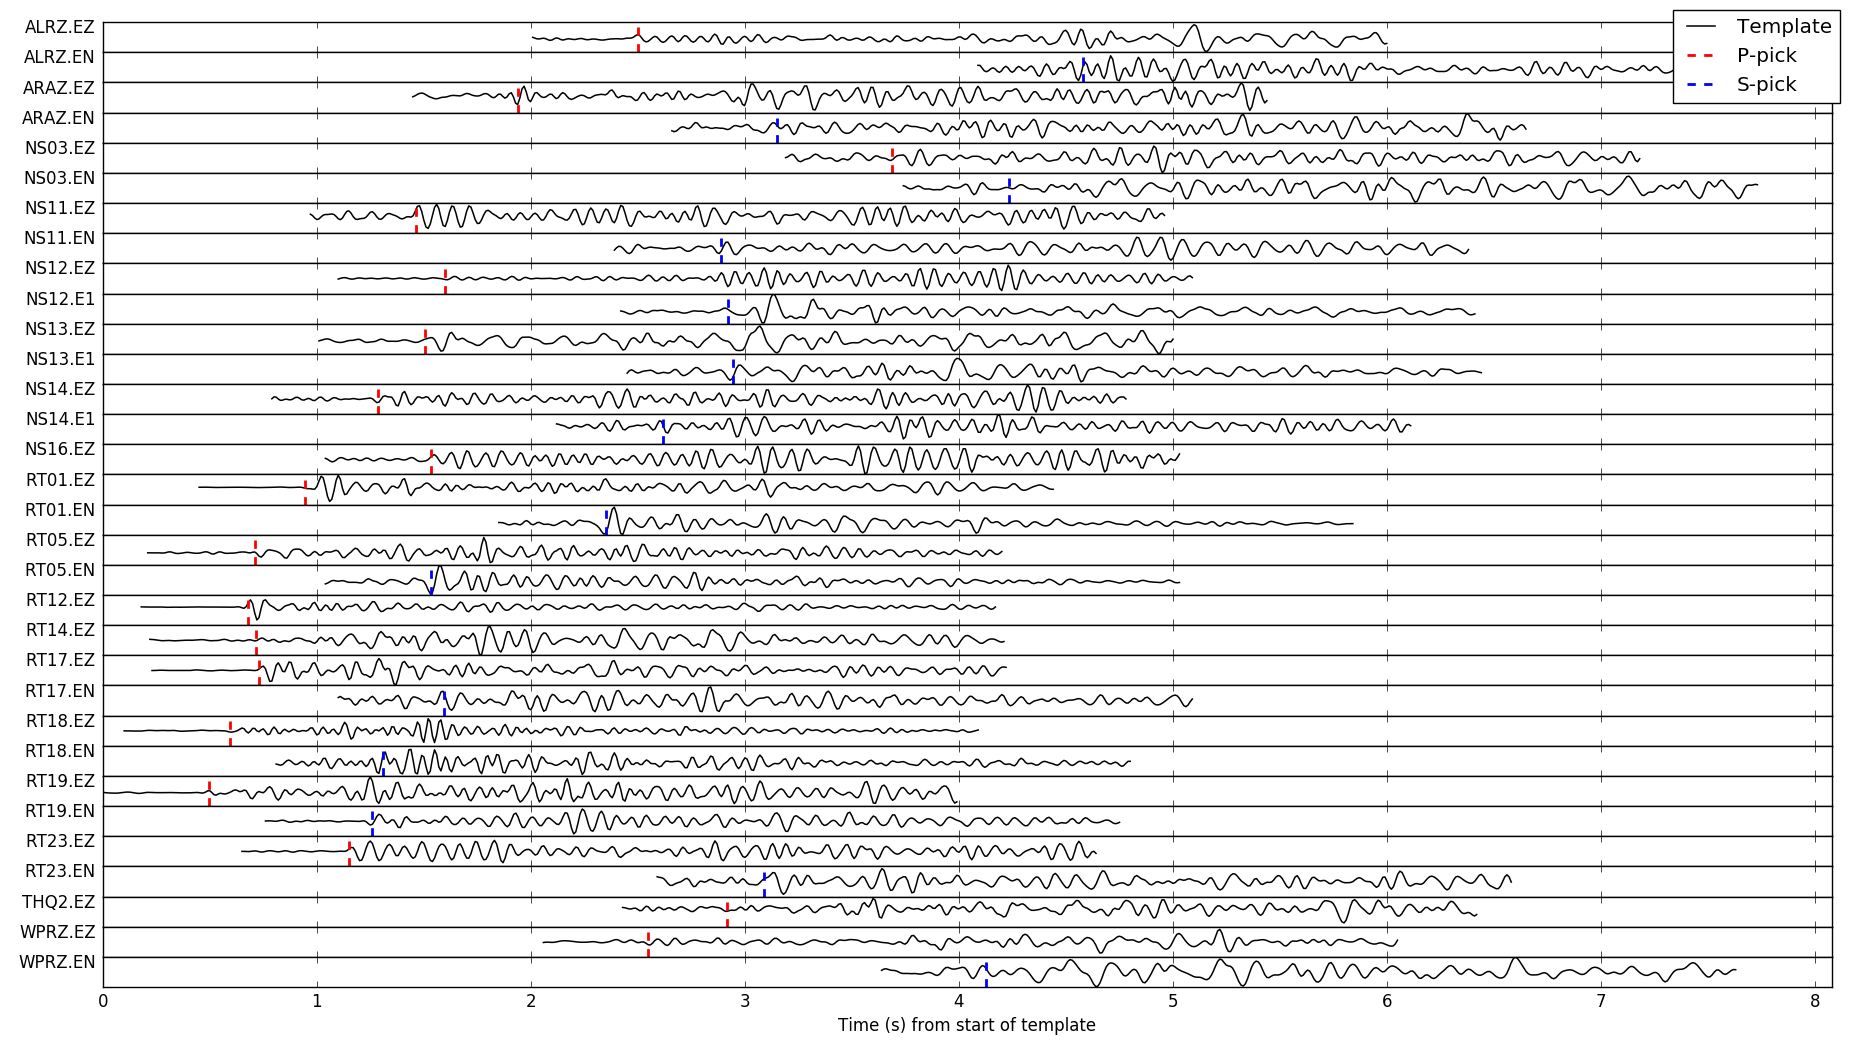 ALRZ.EZ
ALRZ.EN
ARAZ.EZ
ARAZ.EN
NS03.EZ
NS03.EN
NS11.EZ
NS11.EN
NS12.EZ
NS12.E1
NS13.EZ
NS13.E1
NS14.EZ
NS14.E1
NS16.EZ
RT01.EZ
RT01.EN
RT05.EZ
RT05.EN
RT12.EZ
RT14.EZ
RT17.EZ
RT17.EN
RT18.EZ
RT18.EN
RT19.EZ
RT19.EN
RT23.EZ
RT23.EN
THQ2.EZ
WPRZ.EZ
WPRZ.EN
Template
P-pick
S-pick
0 1 2 3 4 5 6 7 8
Time (s) from start of template